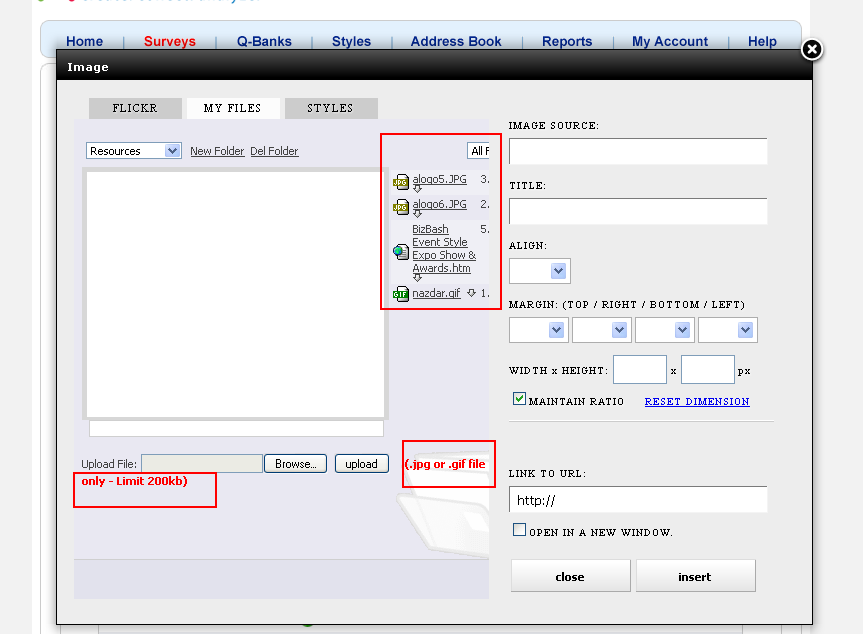 Home | Surveys | Q-Banks | Styles | Address Book | Reports | My Account | Help
Image
FLICKR MY FILES STYLES
Resources New Folder Del Folder
All F
alogo5.JPG 3.
alogo6.JPG 2.
BizBash 5.
Event Style
Expo Show &
Awards.htm
nazdar.gif 1.
Upload File: Browse... upload (.jpg or .gif file
only - Limit 200kb)
IMAGE SOURCE:
TITLE:
ALIGN:
MARGIN: (TOP / RIGHT / BOTTOM / LEFT)
WIDTH x HEIGHT: x px
MAINTAIN RATIO RESET DIMENSION
LINK TO URL:
http://
OPEN IN A NEW WINDOW.
close insert